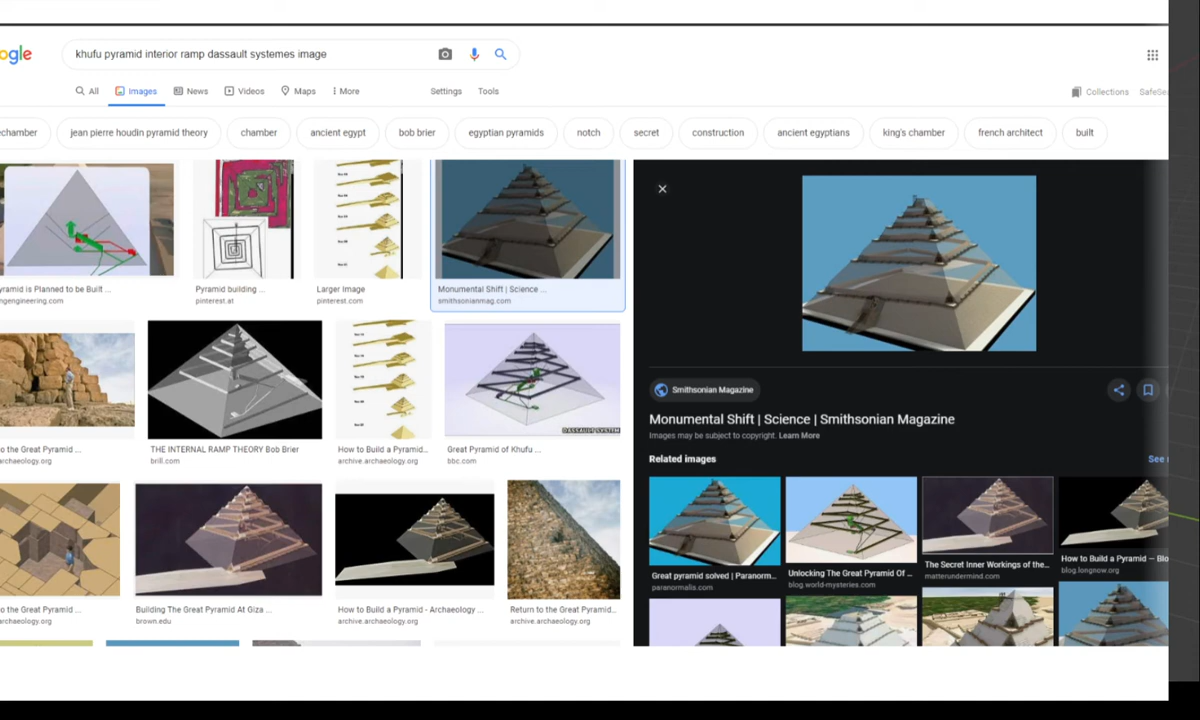 ogle
khufu pyramid interior ramp dassault systemes image
All
Images
News
Videos
Maps
More
Settings
Tools
Collections
SafeSea
chamber
jean pierre houdin pyramid theory
chamber
ancient egypt
bob brier
egyptian pyramids
notch
secret
construction
ancient egyptians
king's chamber
french architect
built
yramid is Planned to be Built ...
ngengineering.com
Pyramid building ...
pinterest.at
Larger Image
pinterest.com
Monumental Shift | Science ...
smithsonianmag.com
o the Great Pyramid ...
archaeology.org
THE INTERNAL RAMP THEORY Bob Brier
brill.com
How to Build a Pyramid...
archive.archaeology.org
DASSAULT SYSTEM
Great Pyramid of Khufu ...
bbc.com
o the Great Pyramid ...
archaeology.org
Building The Great Pyramid At Giza ...
brown.edu
How to Build a Pyramid - Archaeology ...
archive.archaeology.org
Return to the Great Pyramid...
archive.archaeology.org
Smithsonian Magazine
Monumental Shift | Science | Smithsonian Magazine
Images may be subject to copyright. Learn More
Related images
See
Great pyramid solved | Paranorm...
paranormalis.com
Unlocking The Great Pyramid Of ...
blog.world-mysteries.com
The Secret Inner Workings of the...
matterundermind.com
How to Build a Pyramid — Blo
blog.longnow.org